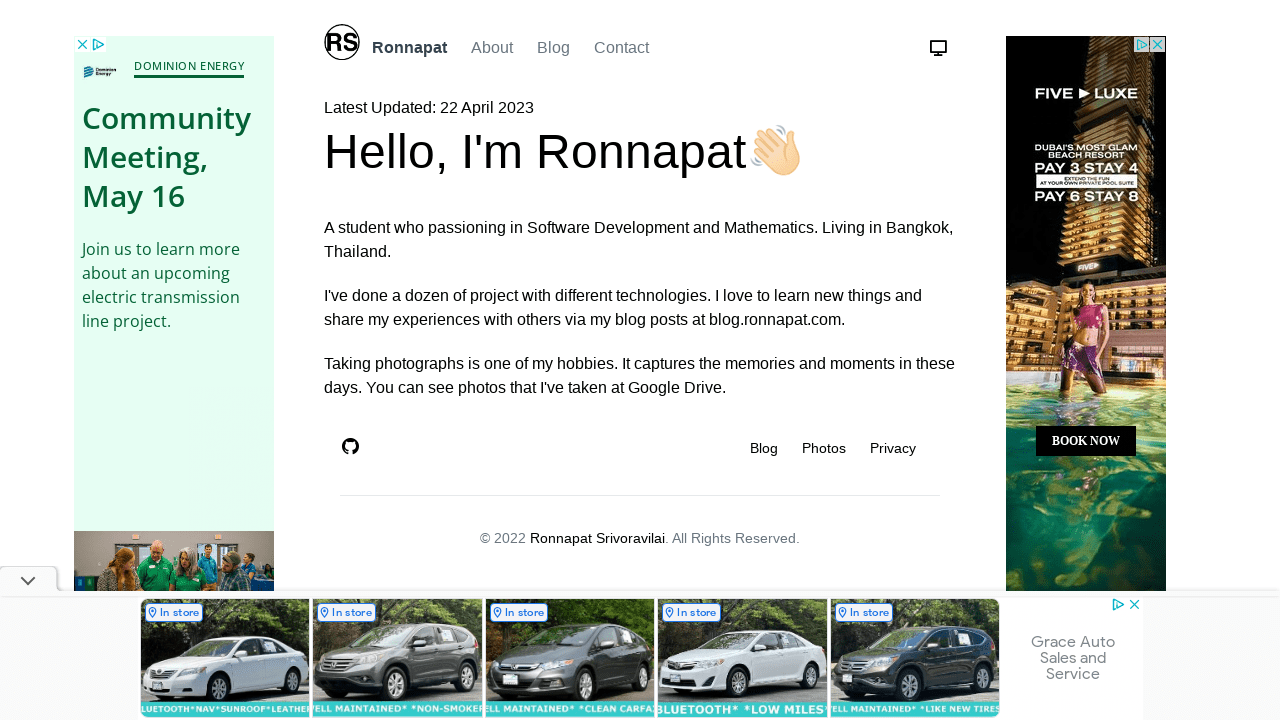 RS
Ronnapat
About
Blog
Contact
Latest Updated: 22 April 2023
Hello, I'm Ronnapat
A student who passioning in Software Development and Mathematics. Living in Bangkok,
Thailand.
I've done a dozen of project with different technologies. I love to learn new things and
share my experiences with others via my blog posts at blog.ronnapat.com.
Taking photographs is one of my hobbies. It captures the memories and moments in these
days. You can see photos that I've taken at Google Drive.
Blog
Photos
Privacy
© 2022 Ronnapat Srivoravilai. All Rights Reserved.
Dominion
Energy
DOMINION ENERGY
Community
Meeting,
May 16
Join us to learn more
about an upcoming
electric transmission
line project.
FIVE LUXE
DUBAI'S MOST GLAM
BEACH RESORT
PAY 3 STAY 4
EXTEND THE FUN
AT YOUR OWN PRIVATE POOL SUITE
PAY 6 STAY 8
FIVE
BOOK NOW
In store
In store
In store
In store
In store
BLUETOOTH*NAV*SUNROOF*LEATHER
WELL MAINTAINED* *NON-SMOKER
WELL MAINTAINED* *CLEAN CARFAX
*BLUETOOTH* *LOW MILES*
WELL MAINTAINED* *LIKE NEW TIRES
Grace Auto
Sales and
Service